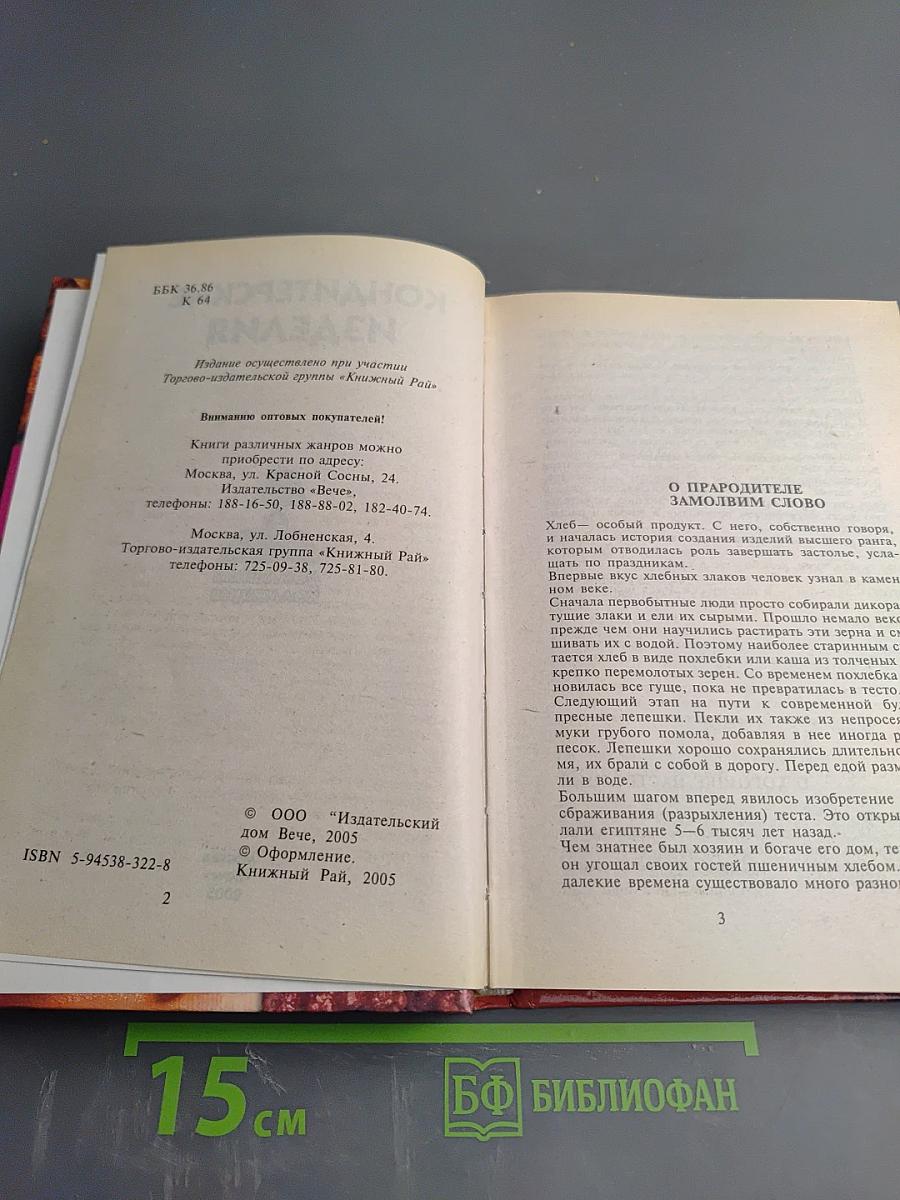 ББК 36.86
К 64
Издание осуществлено при участии
Торгово-издательской группы «Книжный Рай»
Вниманию оптовых покупателей!
Книги различных жанров можно
приобрести по адресу:
Москва, ул. Красной Сосны, 24.
Издательство «Вече»,
телефоны: 188-16-50, 188-88-02, 182-40-74.
Москва, ул. Лобненская, 4.
Торгово-издательская группа «Книжный Рай»
телефоны: 725-09-38, 725-81-80.
© ООО "Издательский
дом Вече, 2005
© Оформление.
Книжный Рай, 2005
ISBN 5-94538-322-8
2
О ПРАРОДИТЕЛЕ
ЗАМОЛВИМ СЛОВО
Хлеб— особый продукт. С него, собственно говоря,
и началась история создания изделий высшего ранга,
которым отводилась роль завершать застолье, усла-
щать по праздникам.
Впервые вкус хлебных злаков человек узнал в камен
ном веке.
Сначала первобытные люди просто собирали дикора
тущие злаки и ели их сырыми. Прошло немало веко
прежде чем они научились растирать эти зерна и см
шивать их с водой. Поэтому наиболее старинным с
тается хлеб в виде похлебки или каша из толченых
крепко перемолотых зерен. Со временем похлебка
новилась все гуще, пока не превратилась в тесто.
Следующий этап на пути к современной бул
пресные лепешки. Пекли их также из непросея
муки грубого помола, добавляя в нее иногда р
песок. Лепешки хорошо сохранялись длительно
мя, их брали с собой в дорогу. Перед едой разм
ли в воде.
Большим шагом вперед явилось изобретение
сбраживания (разрыхления) теста. Это откры
лали египтяне 5—6 тысяч лет назад.
Чем знатнее был хозяин и богаче его дом, те
он угощал своих гостей пшеничным хлебом.
далекие времена существовало много разно
3
15 см
БФ БИБЛИОФАН